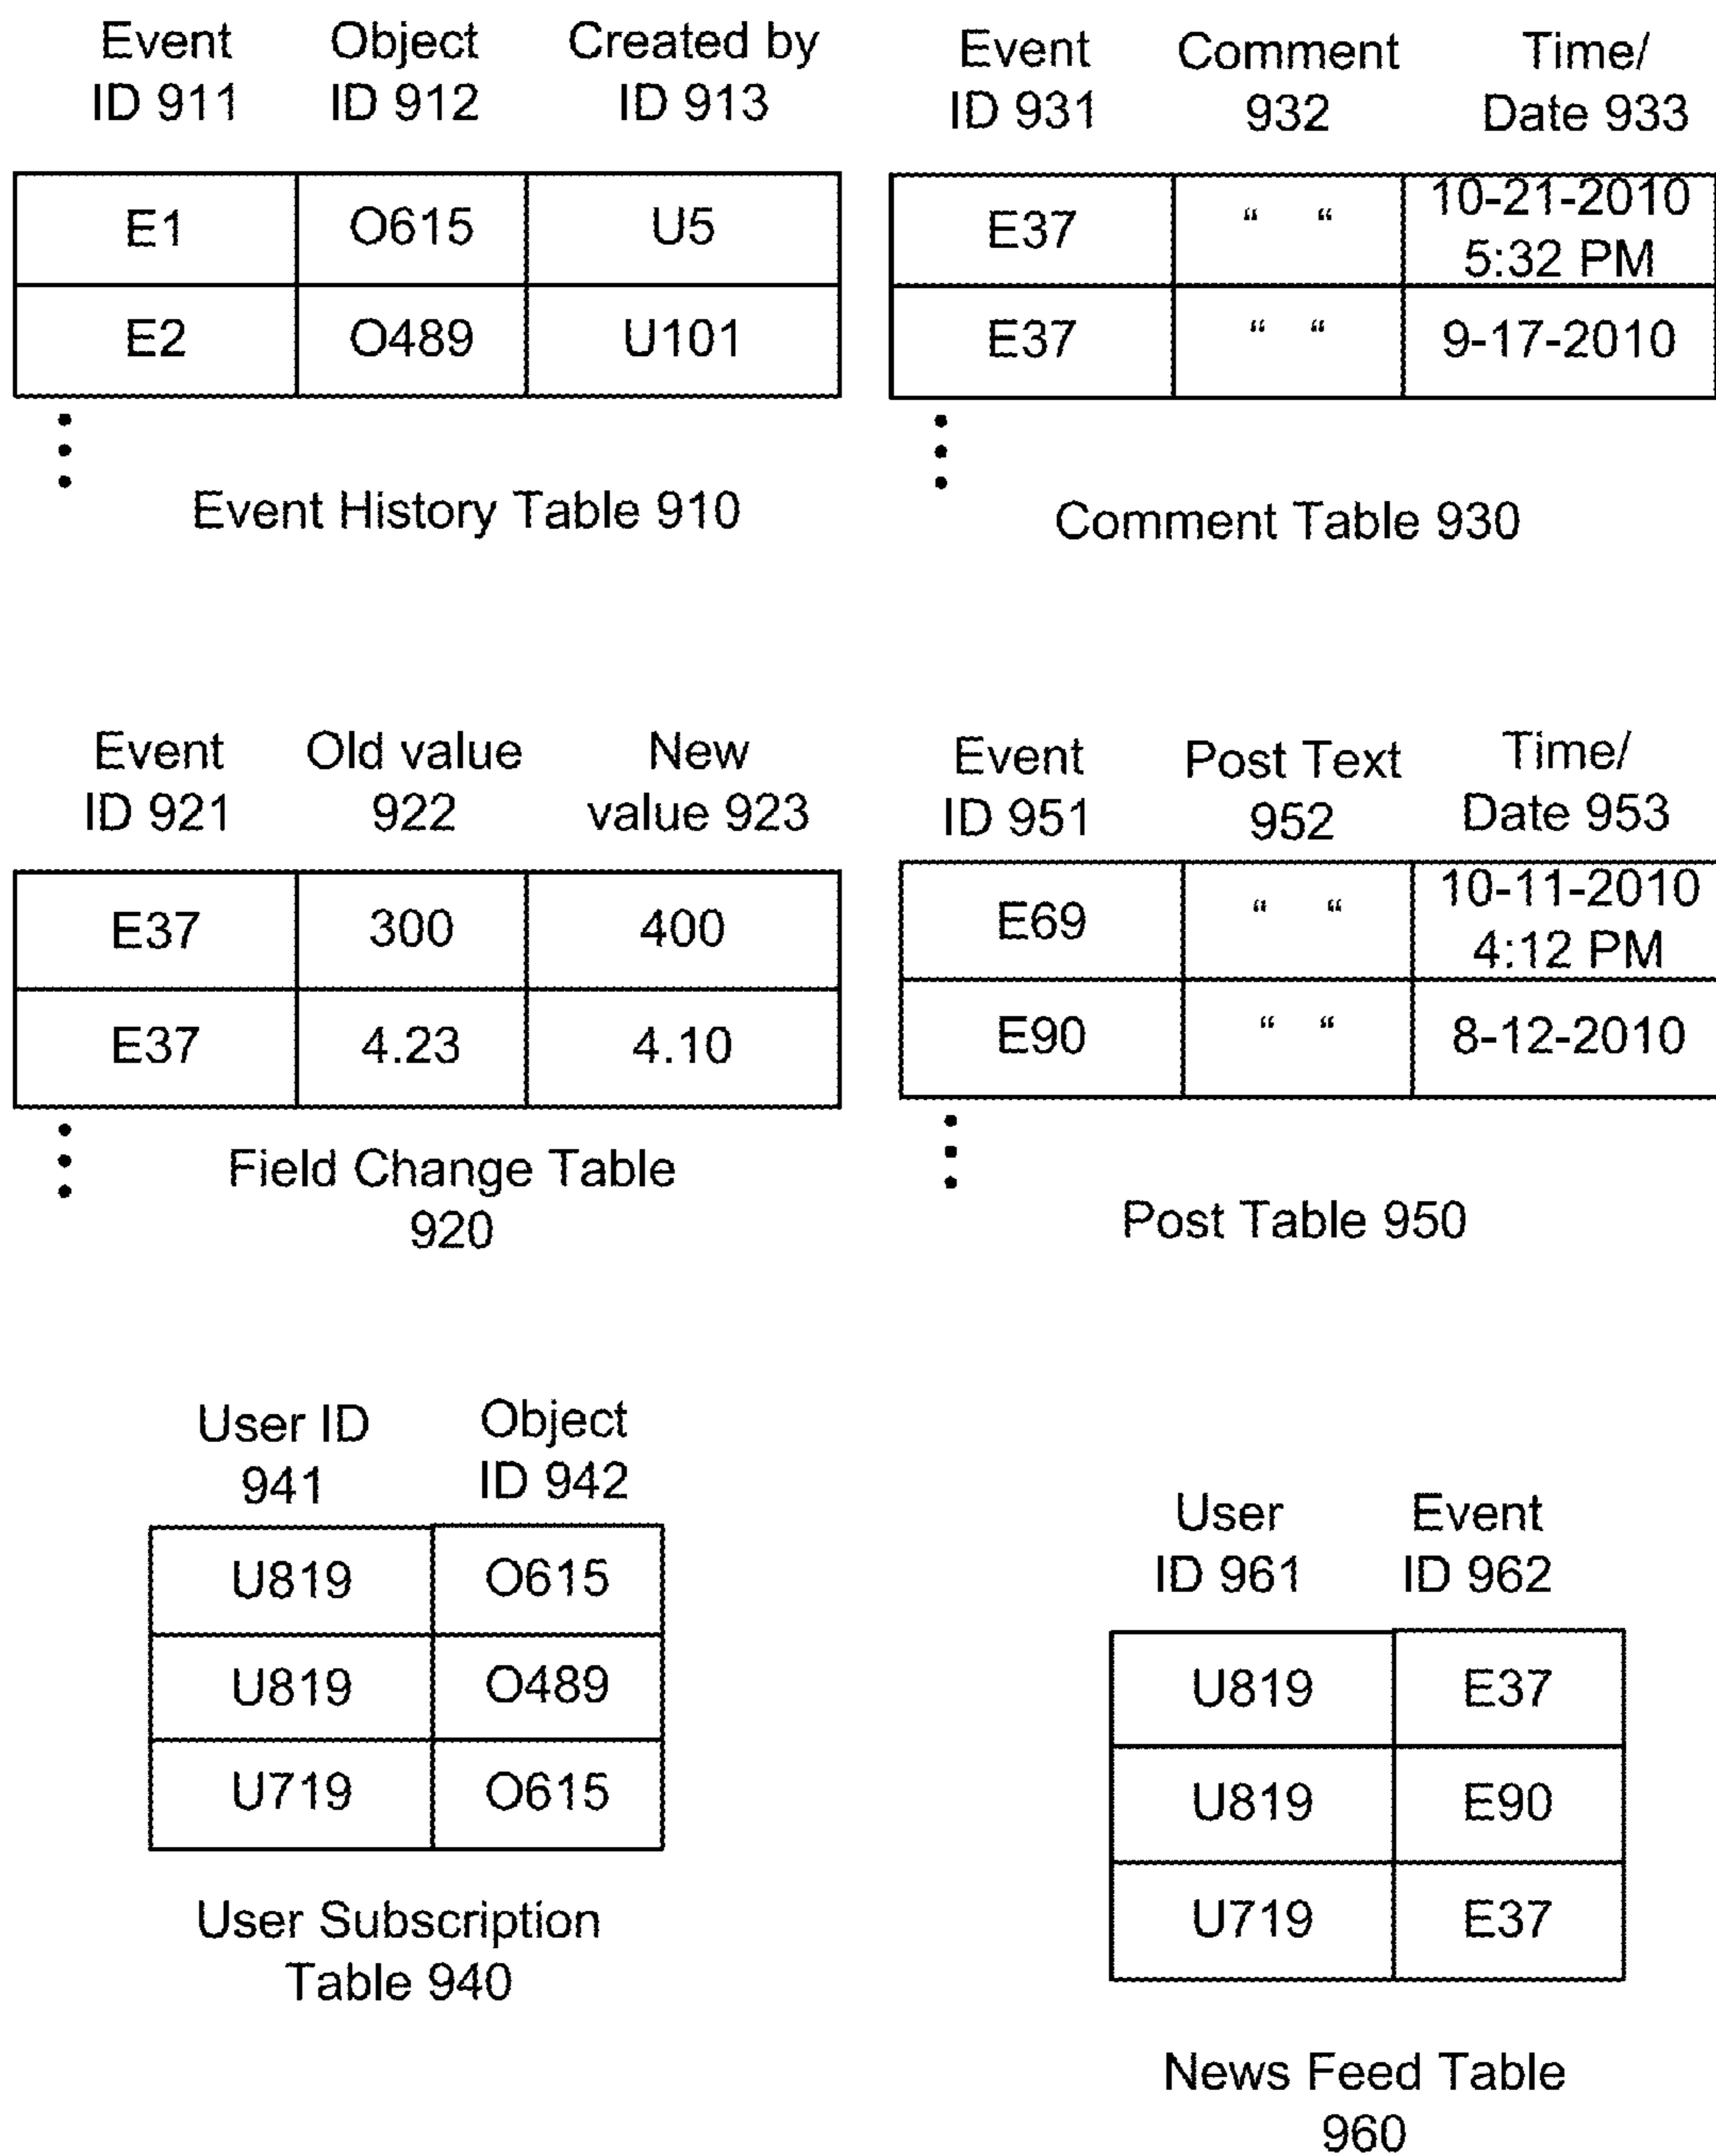 Event Object Created by
ID 911 ID 912 ID 913
E1 O615 U5
E2 O489 U101
Event History Table 910
Event Comment Time/
ID 931 932 Date 933
E37 “ “ 10-21-2010
5:32 PM
E37 “ “ 9-17-2010
Comment Table 930
Event Old value New
ID 921 922 value 923
E37 300 400
E37 4.23 4.10
Field Change Table
920
Event Post Text Time/
ID 951 952 Date 953
E69 “ “ 10-11-2010
4:12 PM
E90 “ “ 8-12-2010
Post Table 950
User ID Object
941 ID 942
U819 O615
U819 O489
U719 O615
User Subscription
Table 940
User Event
ID 961 ID 962
U819 E37
U819 E90
U719 E37
News Feed Table
960